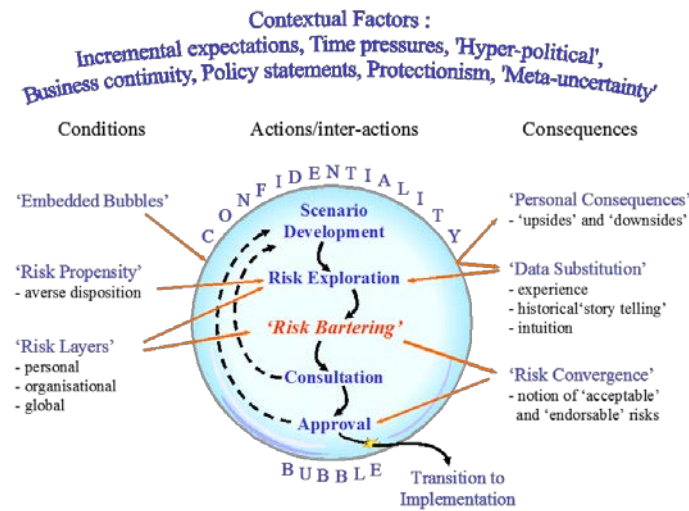 Contextual Factors :
Incremental expectations, Time pressures, 'Hyper-political',
Business continuity, Policy statements, Protectionism, 'Meta-uncertainty'
Conditions
Actions/inter-actions
Consequences
CONFIDENTIALITY
'Embedded Bubbles'
'Risk Propensity'
- averse disposition
'Risk Layers'
- personal
- organisational
- global
Scenario
Development
Risk Exploration
'Risk Bartering'
Consultation
Approval
BUBBLE
Transition to
Implementation
'Personal Consequences'
- 'upsides' and 'downsides'
'Data Substitution'
- experience
- historical'story telling'
- intuition
'Risk Convergence'
- notion of 'acceptable'
and 'endorsable' risks